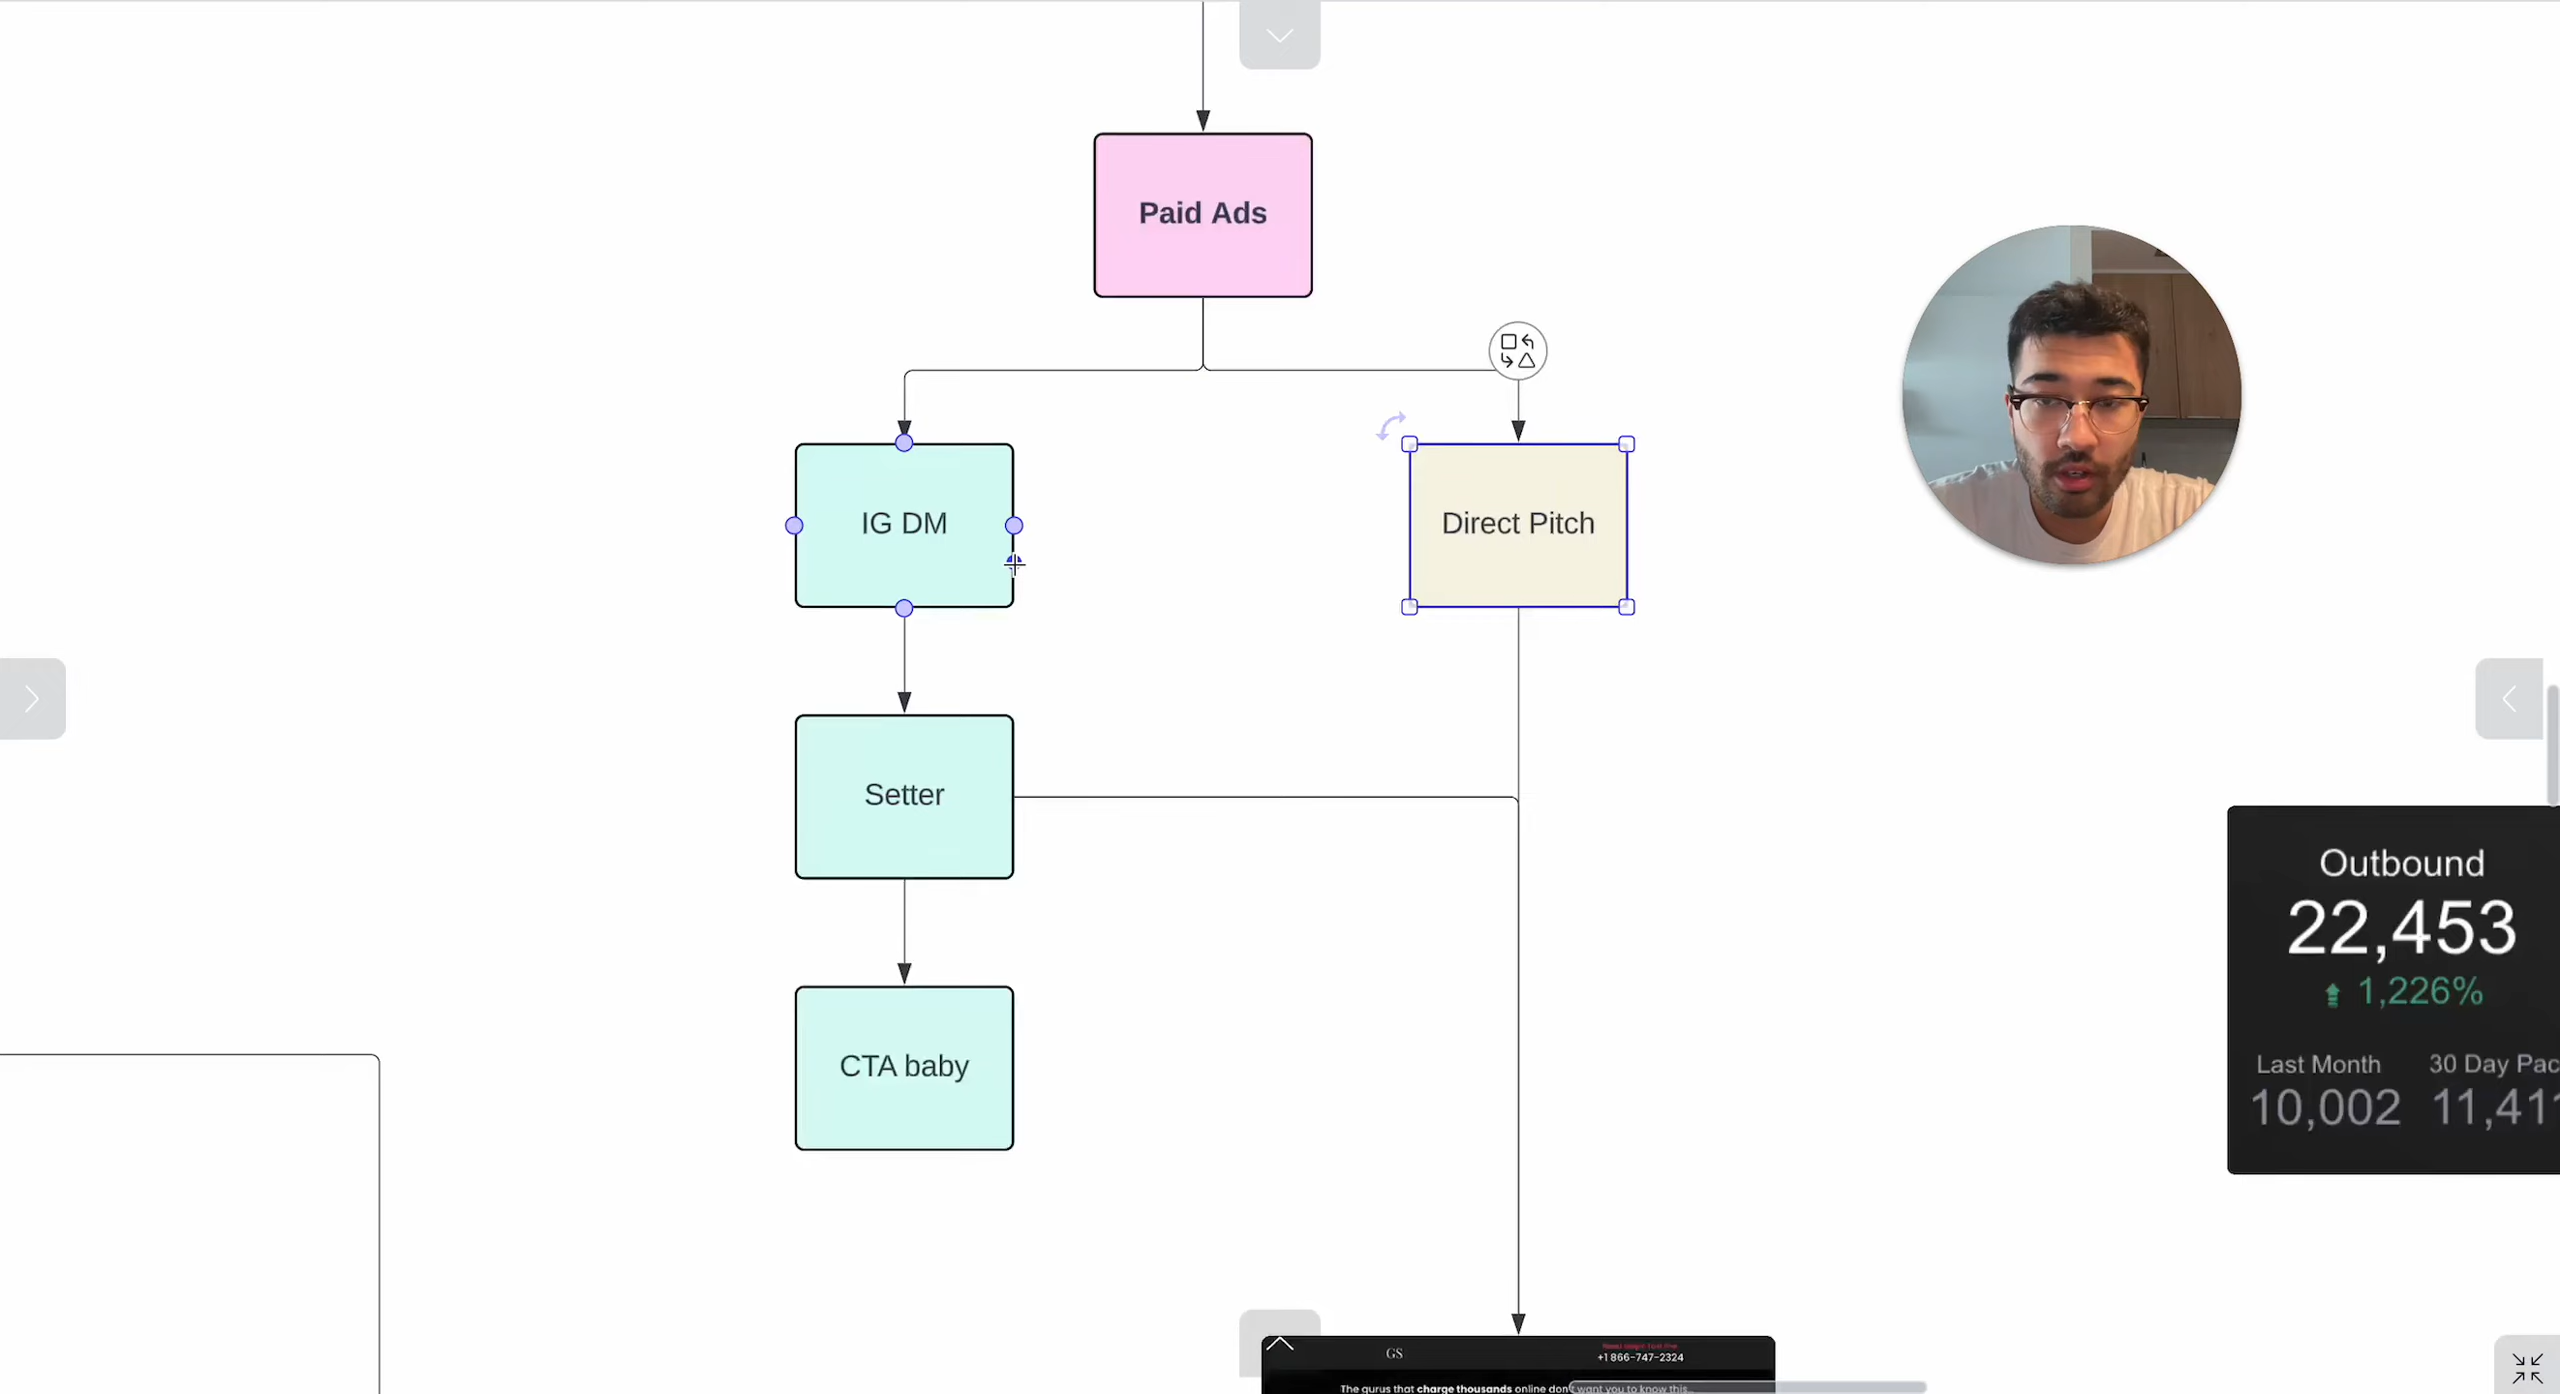 Paid Ads
IG DM
Direct Pitch
Setter
Outbound
22,453
1,226%
Last Month
30 Day Pac
10,002
11,411
CTA baby
GS
+1 866-747-2324
The gurus that charge thousands online don't want you to know this...